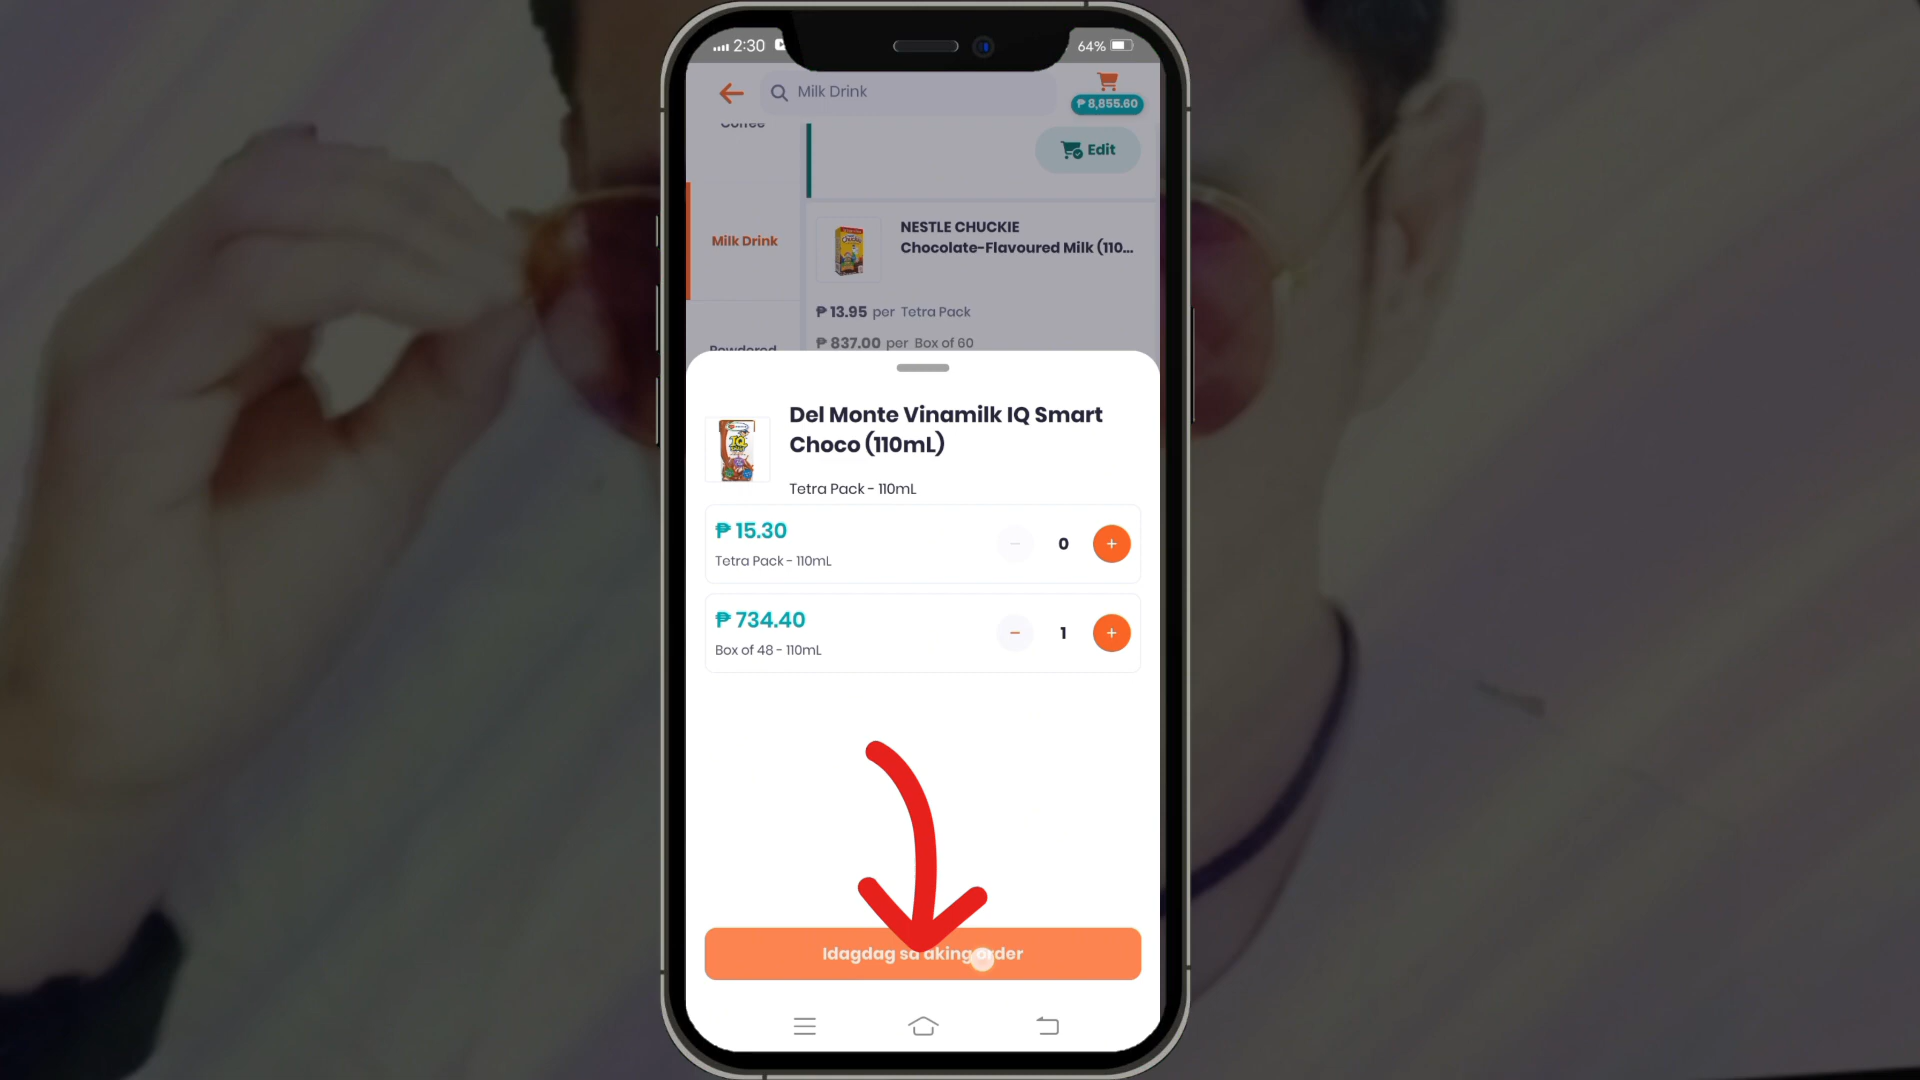 2:30
64%
Milk Drink
₱ 8,855.60
Coffee
Edit
Milk Drink
NESTLE CHUCKIE
Chocolate-Flavoured Milk (110...
₱ 13.95 per Tetra Pack
Powdered
₱ 837.00 per Box of 60
Del Monte Vinamilk IQ Smart
Choco (110mL)
Tetra Pack - 110mL
₱ 15.30
0
Tetra Pack - 110mL
₱ 734.40
1
Box of 48 - 110mL
Idagdag sa aking order